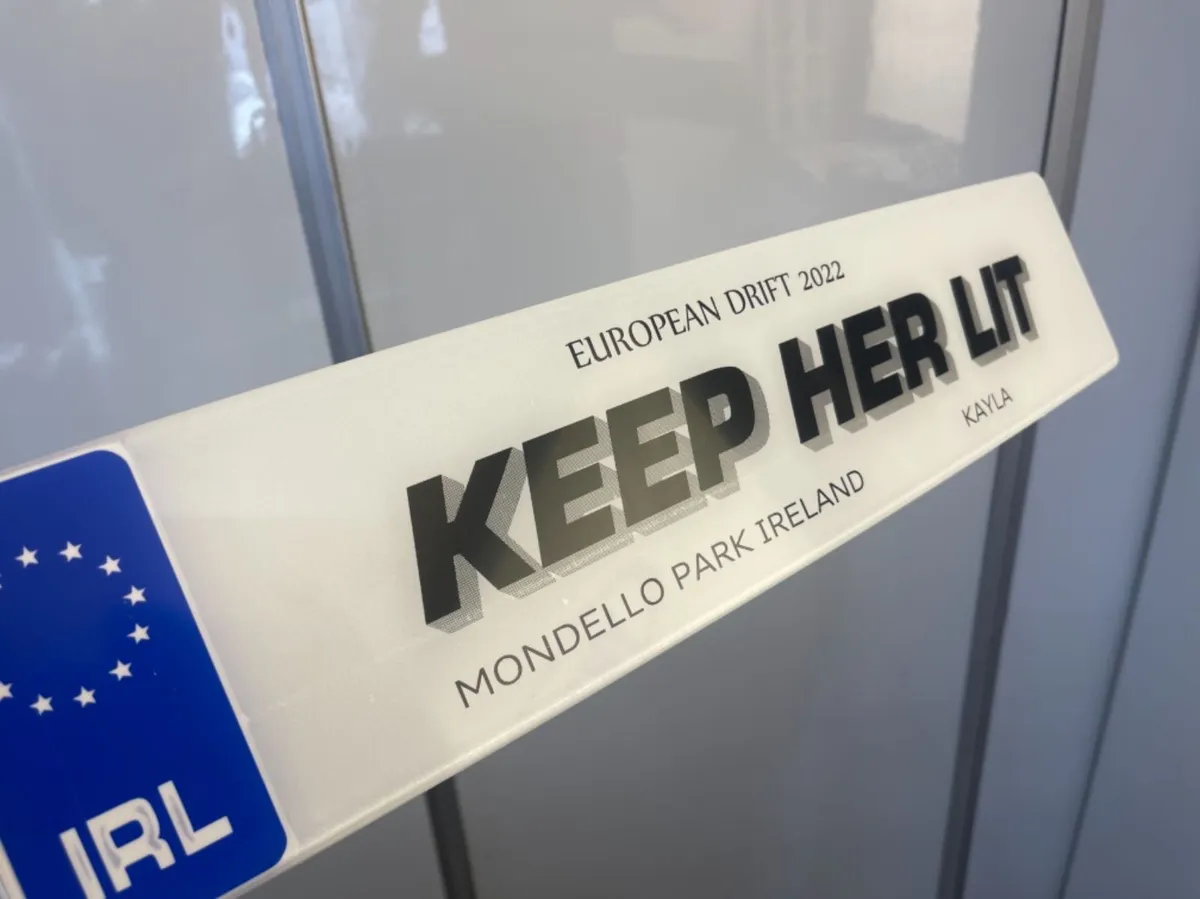 EUROPEAN DRIFT 2022
KEEP HER LIT
KAYLA
MONDELLO PARK IRELAND
IRL